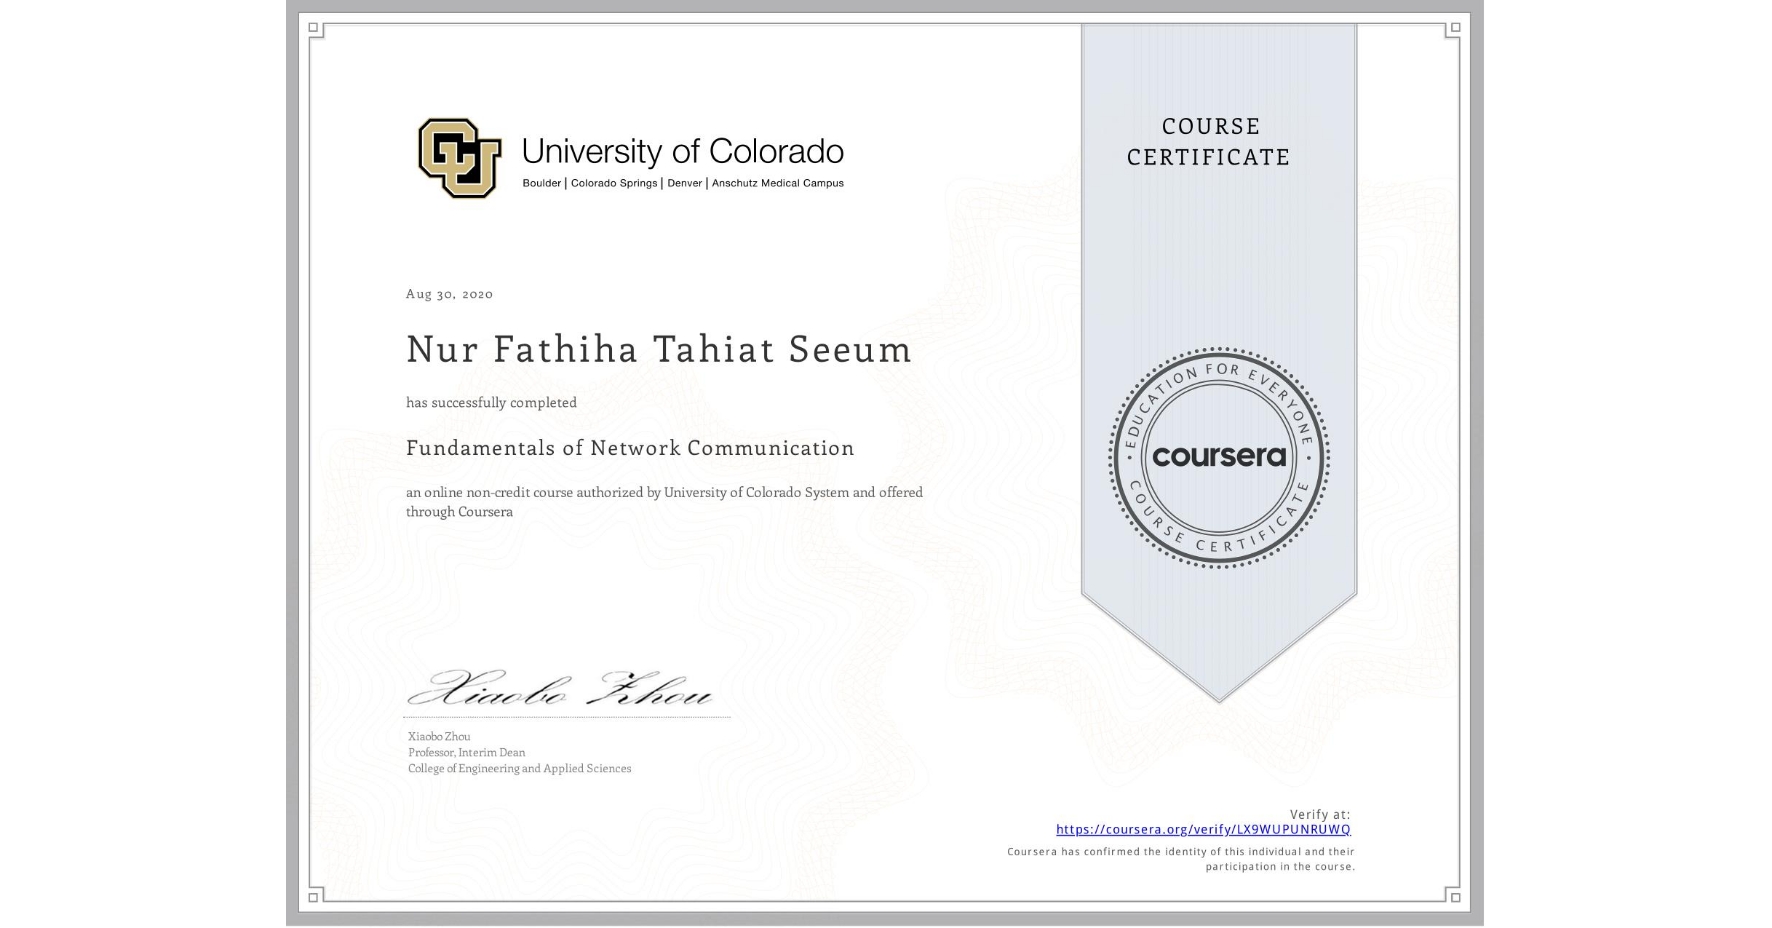 CU
University of Colorado
Boulder | Colorado Springs | Denver | Anschutz Medical Campus
COURSE
CERTIFICATE
Aug 30, 2020
Nur Fathiha Tahiat Seeum
has successfully completed
Fundamentals of Network Communication
an online non-credit course authorized by University of Colorado System and offered
through Coursera
EDUCATION FOR EVERYONE
coursera
COURSE CERTIFICATE
Xiaobo Zhou
Xiaobo Zhou
Professor, Interim Dean
College of Engineering and Applied Sciences
Verify at:
https://coursera.org/verify/LX9WUPUNRUWQ
Coursera has confirmed the identity of this individual and their
participation in the course.